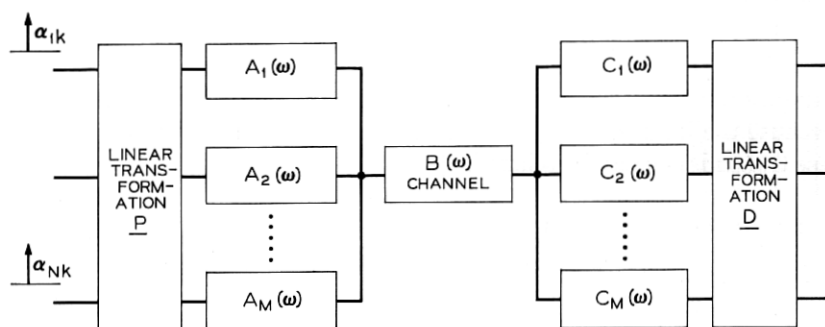 α1k
A1(ω)
C1(ω)
LINEAR
TRANS-
FORM-
ATION
P
A2(ω)
B(ω)
CHANNEL
C2(ω)
LINEAR
TRANS-
FORM-
ATION
D
αNk
AM(ω)
CM(ω)